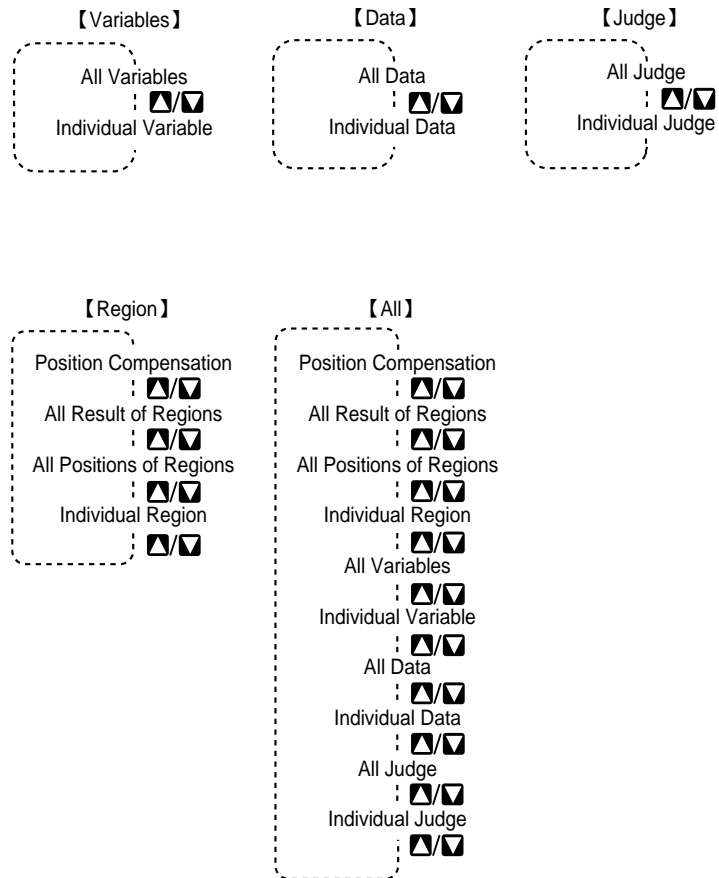 【Variables】
All Variables
/
Individual Variable
【Data】
All Data
/
Individual Data
【Judge】
All Judge
/
Individual Judge
【Region】
Position Compensation
/
All Result of Regions
/
All Positions of Regions
/
Individual Region
/
【All】
Position Compensation
/
All Result of Regions
/
All Positions of Regions
/
Individual Region
/
All Variables
/
Individual Variable
/
All Data
/
Individual Data
/
All Judge
/
Individual Judge
/